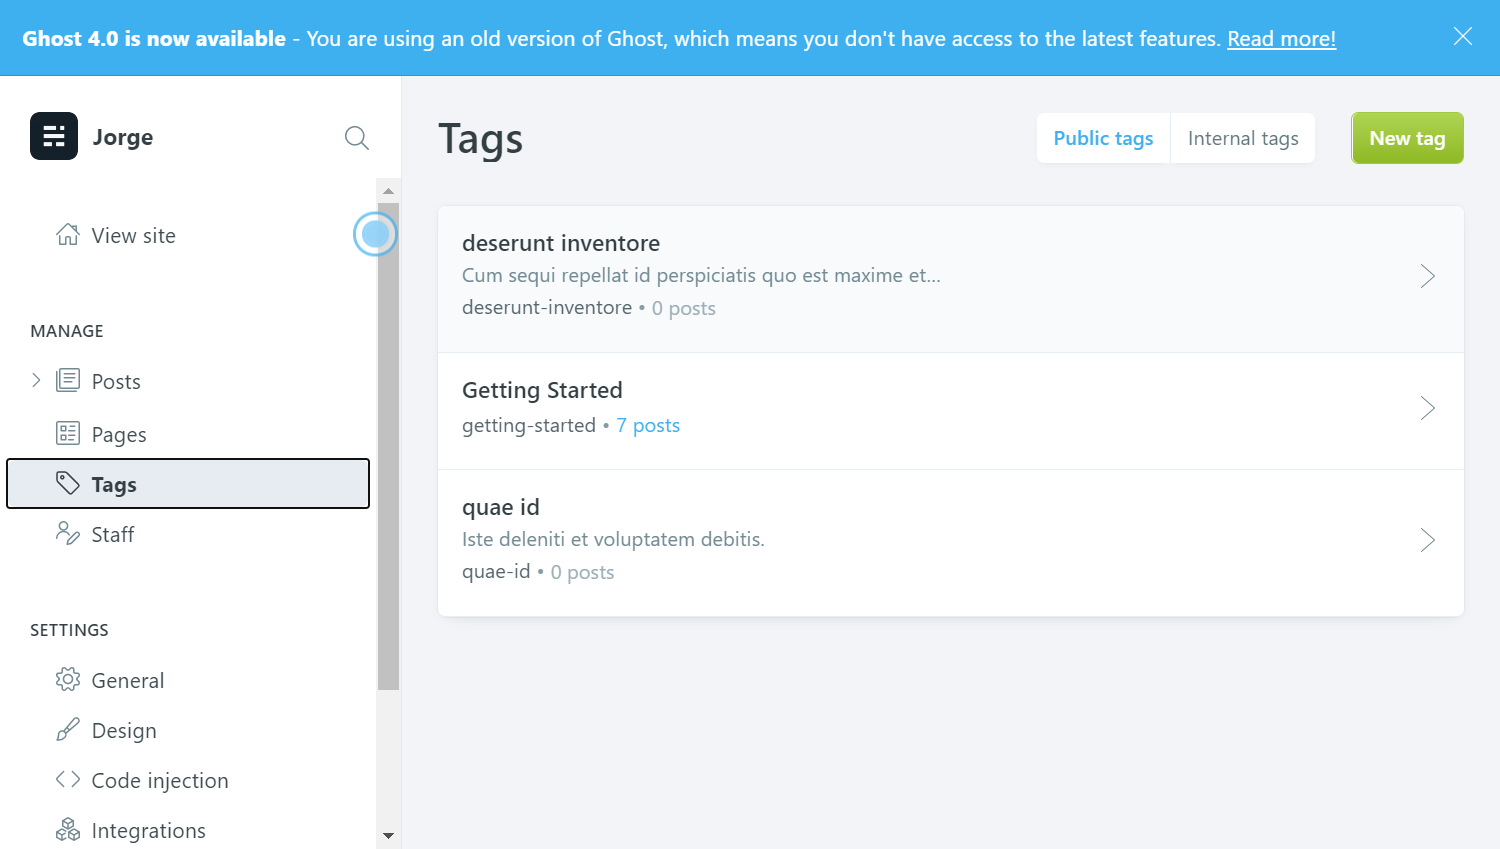 Ghost 4.0 is now available - You are using an old version of Ghost, which means you don't have access to the latest features. Read more!
Jorge
View site
MANAGE
Posts
Pages
Tags
Staff
SETTINGS
General
Design
Code injection
Integrations
Tags
Public tags
Internal tags
New tag
deserunt inventore
Cum sequi repellat id perspiciatis quo est maxime et...
deserunt-inventore • 0 posts
Getting Started
getting-started • 7 posts
quae id
Iste deleniti et voluptatem debitis.
quae-id • 0 posts